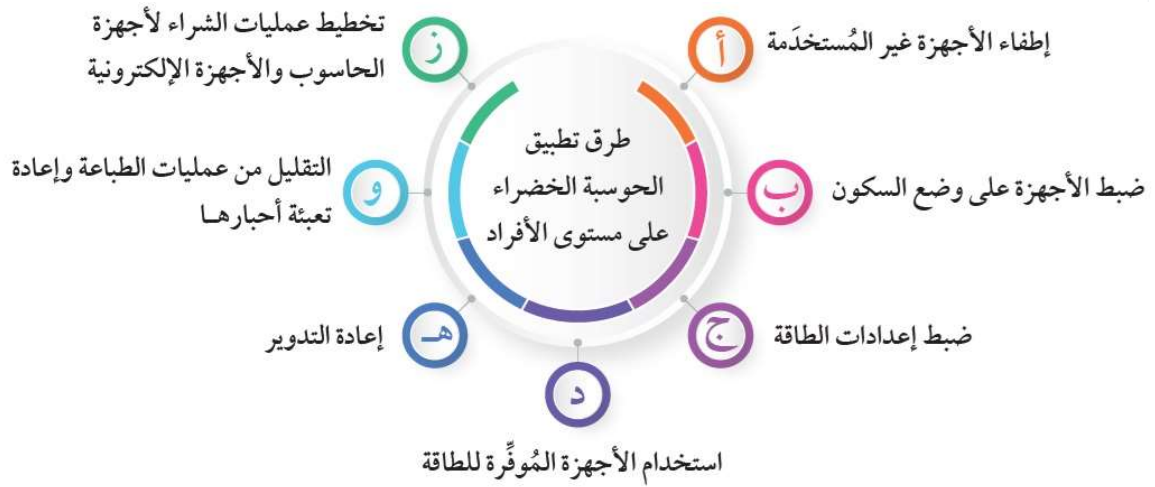 طرق تطبيق
الحوسبة الخضراء
على مستوى الأفراد
أ
إطفاء الأجهزة غير المُستخدَمة
ب
ضبط الأجهزة على وضع السكون
ج
ضبط إعدادات الطاقة
د
استخدام الأجهزة المُوفِّرة للطاقة
هـ
إعادة التدوير
و
التقليل من عمليات الطباعة وإعادة
تعبئة أحبارهـا
ز
تخطيط عمليات الشراء لأجهزة
الحاسوب والأجهزة الإلكترونية